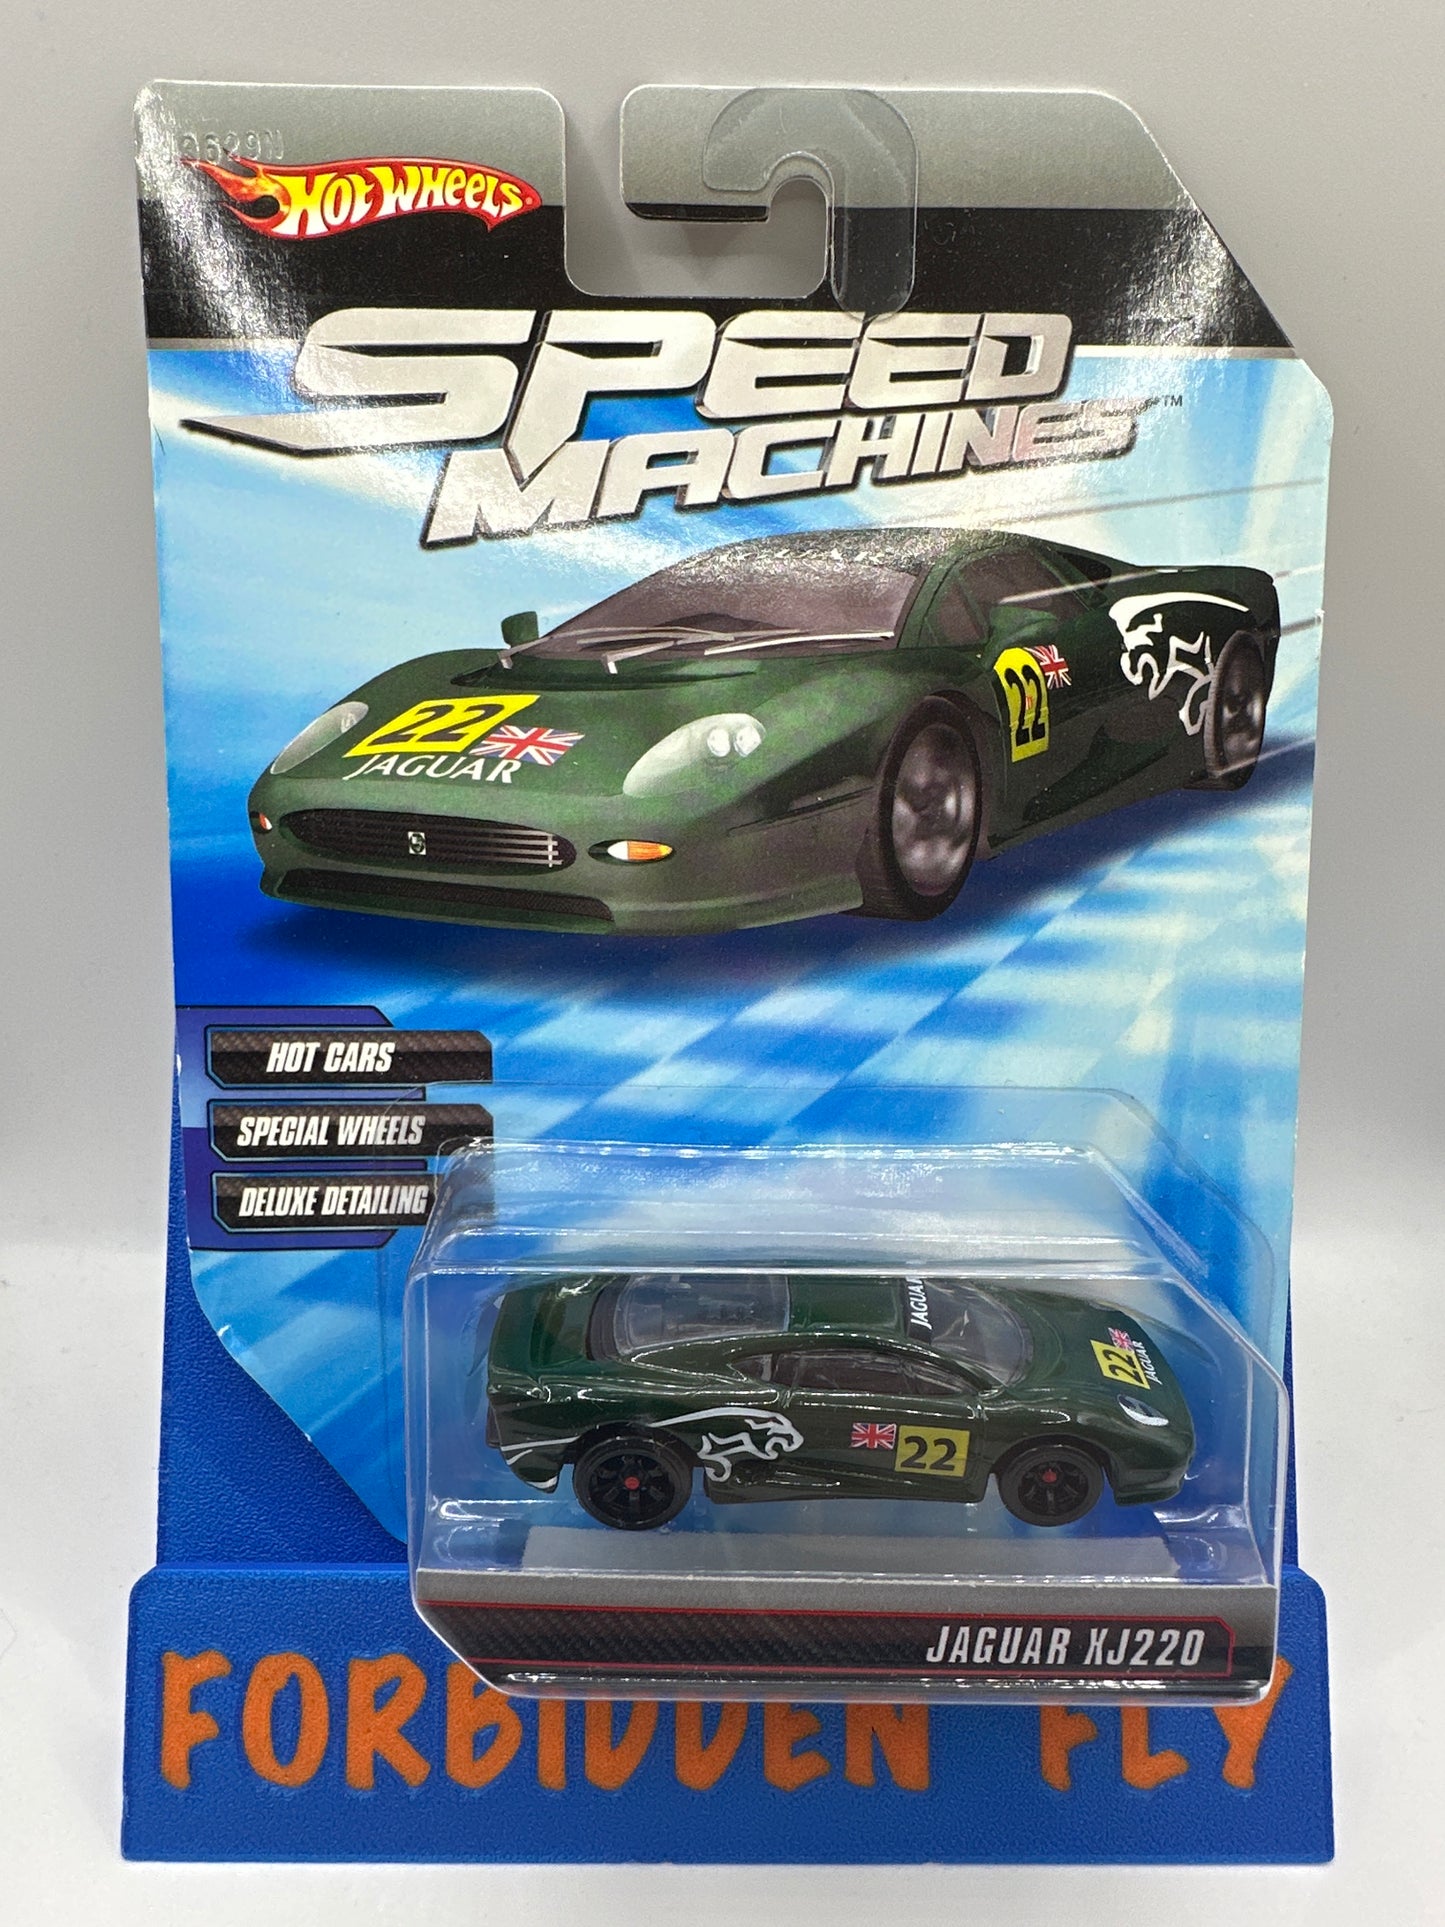 HOT WHEELS
SPEED
MACHINES™
22
JAGUAR
22
HOT CARS
SPECIAL WHEELS
DELUXE DETAILING
JAGUAR
22
JAGUAR
22
JAGUAR XJ220
FORBIDDEN FLY